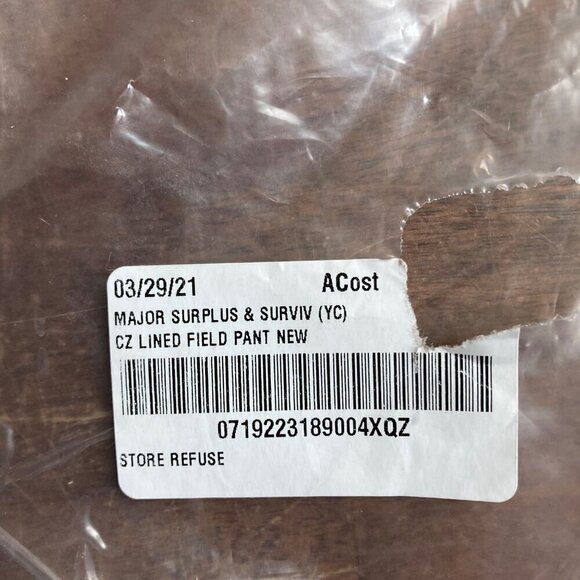 03/29/21 ACost
MAJOR SURPLUS & SURVIV (YC)
CZ LINED FIELD PANT NEW
0719223189004XQZ
STORE REFUSE